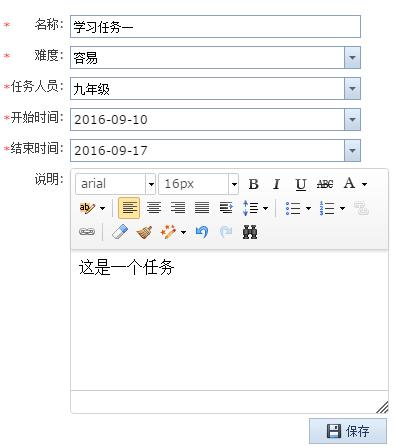 * 名称: 学习任务一
* 难度: 容易
* 任务人员: 九年级
* 开始时间: 2016-09-10
* 结束时间: 2016-09-17
说明: arial 16px B I U ABC A
ab
这是一个任务
保存